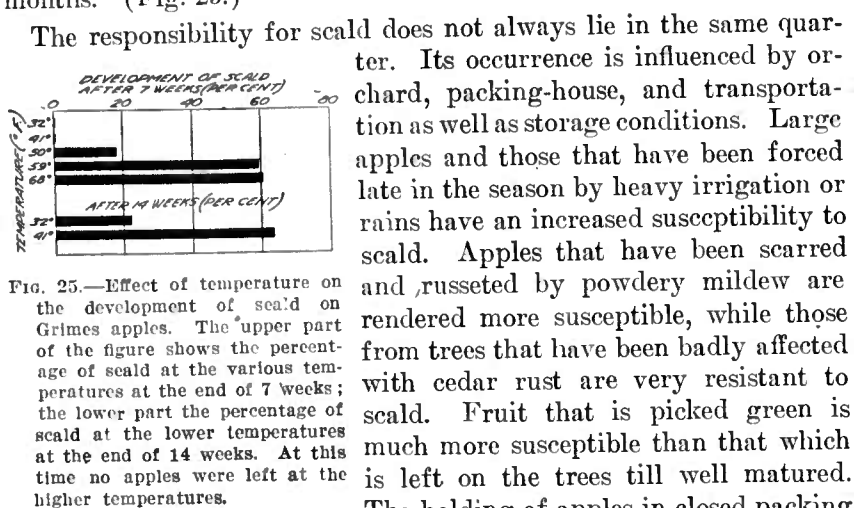 months. (Fig. 25.)
The responsibility for scald does not always lie in the same quar-
DEVELOPMENT OF SCALD
AFTER 7 WEEKS (PER CENT)
0 20 40 60 80
TEMPERATURE (°F.)
32°
41°
50°
59°
68°
AFTER 14 WEEKS (PER CENT)
32°
41°
FIG. 25.—Effect of temperature on
the development of scald on
Grimes apples. The upper part
of the figure shows the percent-
age of scald at the various tem-
peratures at the end of 7 weeks;
the lower part the percentage of
scald at the lower temperatures
at the end of 14 weeks. At this
time no apples were left at the
higher temperatures.
ter. Its occurrence is influenced by or-
chard, packing-house, and transporta-
tion as well as storage conditions. Large
apples and those that have been forced
late in the season by heavy irrigation or
rains have an increased susceptibility to
scald. Apples that have been scarred
and russeted by powdery mildew are
rendered more susceptible, while those
from trees that have been badly affected
with cedar rust are very resistant to
scald. Fruit that is picked green is
much more susceptible than that which
is left on the trees till well matured.
The holding of apples in closed packing